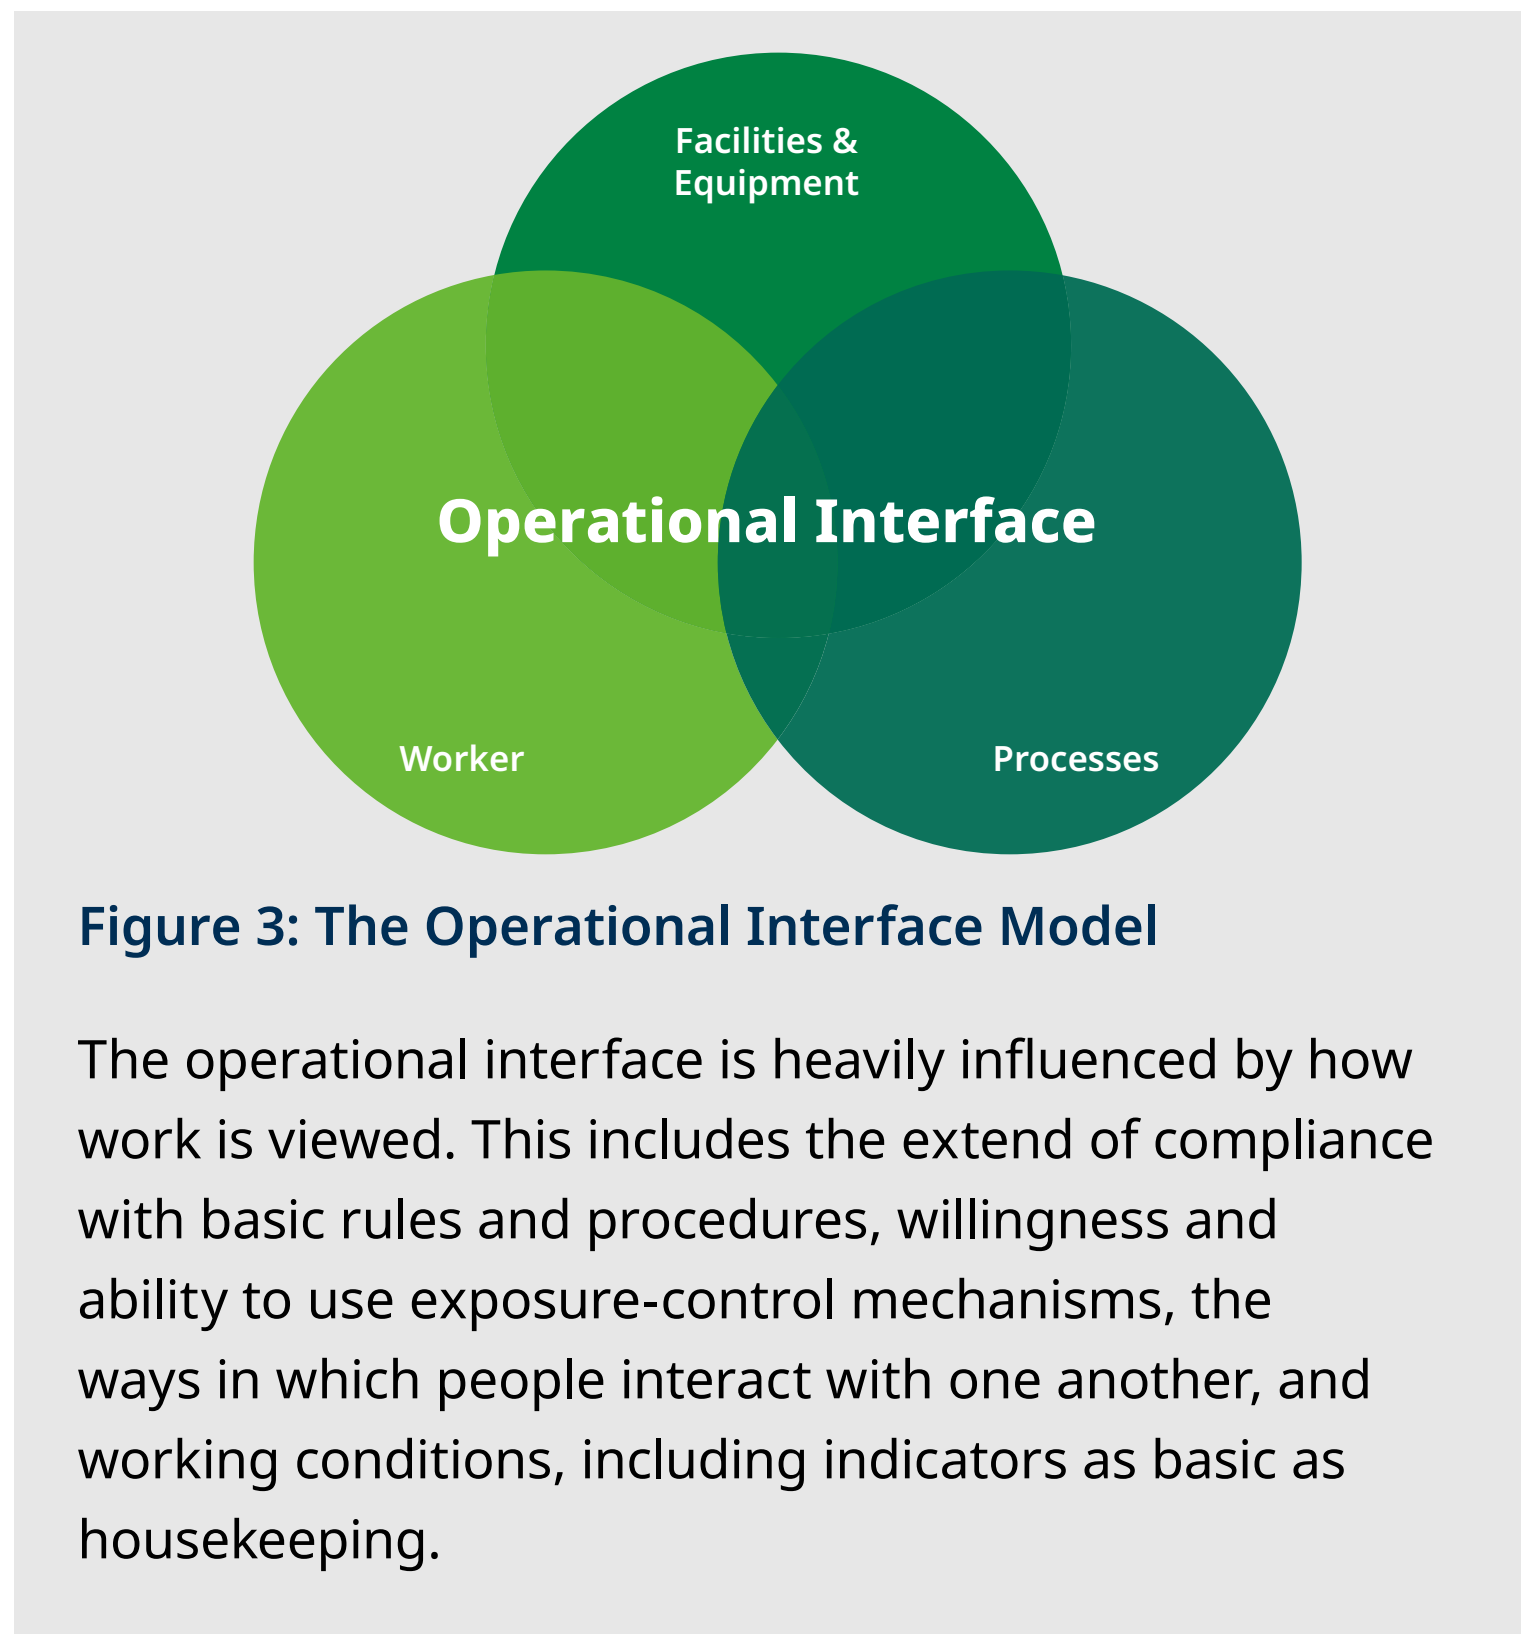 Facilities &
Equipment
Operational Interface
Worker
Processes
Figure 3: The Operational Interface Model
The operational interface is heavily influenced by how
work is viewed. This includes the extend of compliance
with basic rules and procedures, willingness and
ability to use exposure-control mechanisms, the
ways in which people interact with one another, and
working conditions, including indicators as basic as
housekeeping.